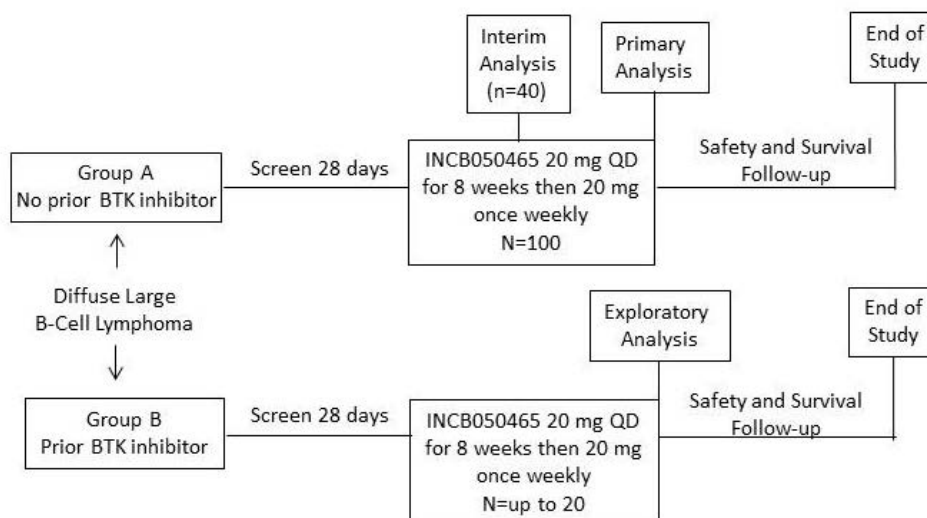 Interim
Analysis
(n=40)
Primary
Analysis
End of
Study
Group A
No prior BTK inhibitor
Screen 28 days
INCB050465 20 mg QD
for 8 weeks then 20 mg
once weekly
N=100
Safety and Survival
Follow-up
Diffuse Large
B-Cell Lymphoma
Exploratory
Analysis
End of
Study
Group B
Prior BTK inhibitor
Screen 28 days
INCB050465 20 mg QD
for 8 weeks then 20 mg
once weekly
N=up to 20
Safety and Survival
Follow-up